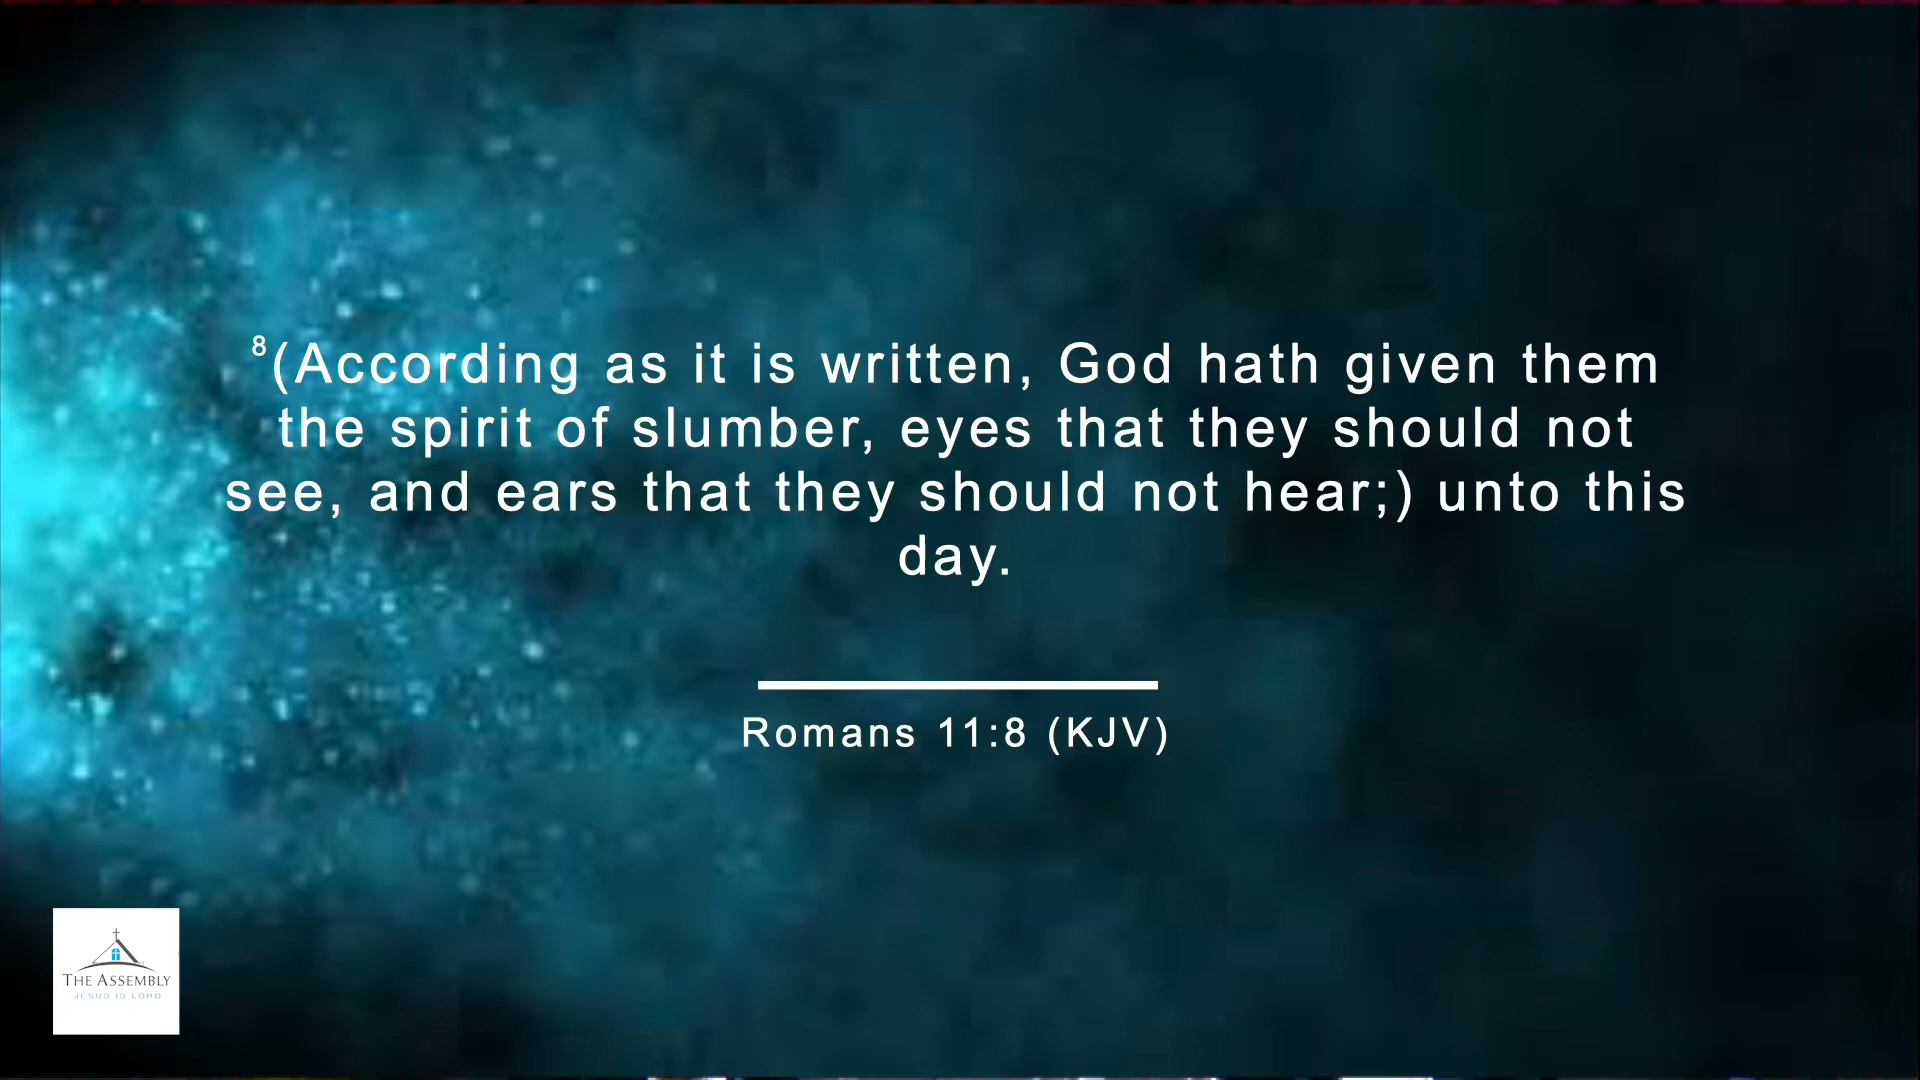 8(According as it is written, God hath given them
the spirit of slumber, eyes that they should not
see, and ears that they should not hear;) unto this
day.
Romans 11:8 (KJV)
THE ASSEMBLY
JESUS IS LORD